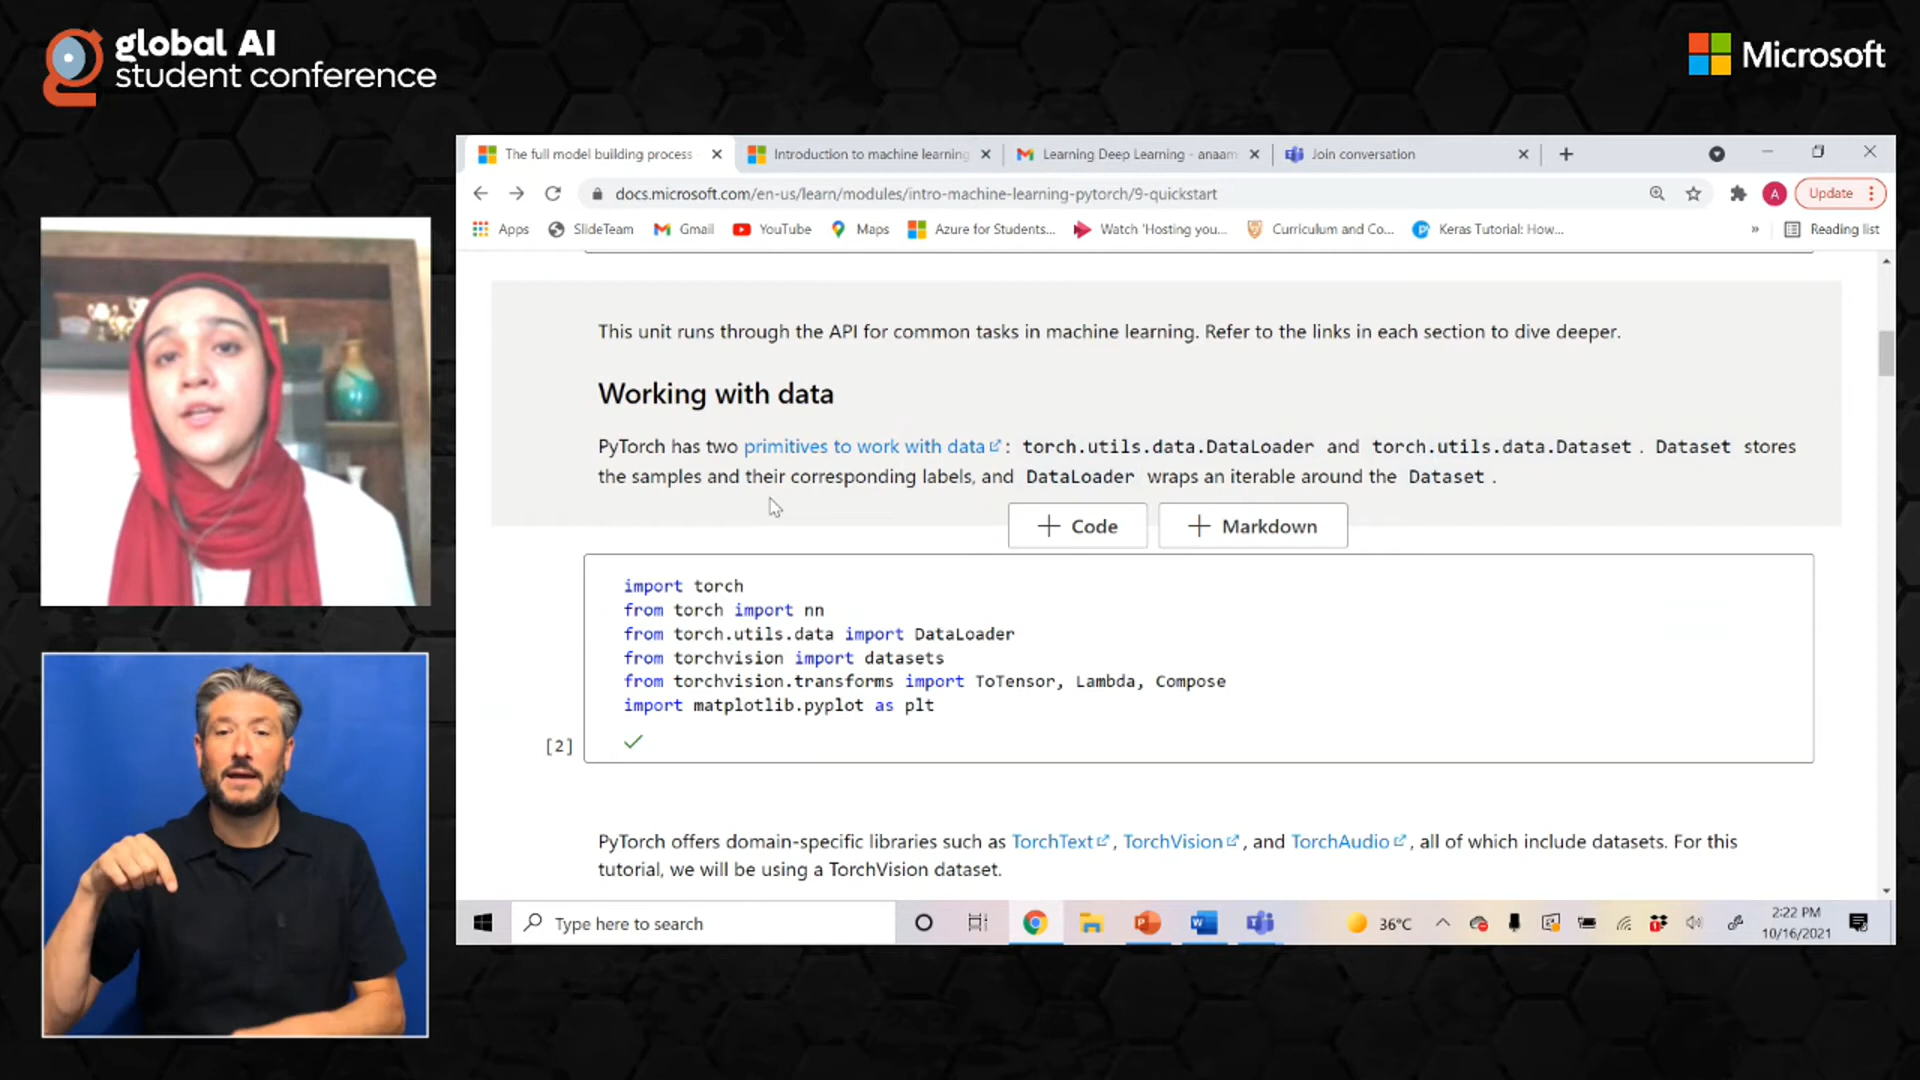 global AI
student conference
Microsoft
The full model building process
Introduction to machine learning
Learning Deep Learning - anaam
Join conversation
docs.microsoft.com/en-us/learn/modules/intro-machine-learning-pytorch/9-quickstart
A
Update
Apps
SlideTeam
Gmail
YouTube
Maps
Azure for Students...
Watch 'Hosting you...
Curriculum and Co...
Keras Tutorial: How...
»
Reading list
This unit runs through the API for common tasks in machine learning. Refer to the links in each section to dive deeper.
Working with data
PyTorch has two primitives to work with data : torch.utils.data.DataLoader and torch.utils.data.Dataset . Dataset stores
the samples and their corresponding labels, and DataLoader wraps an iterable around the Dataset .
+ Code
+ Markdown
import torch
from torch import nn
from torch.utils.data import DataLoader
from torchvision import datasets
from torchvision.transforms import ToTensor, Lambda, Compose
import matplotlib.pyplot as plt
[2]
PyTorch offers domain-specific libraries such as TorchText , TorchVision , and TorchAudio , all of which include datasets. For this
tutorial, we will be using a TorchVision dataset.
Type here to search
36°C
2:22 PM
10/16/2021